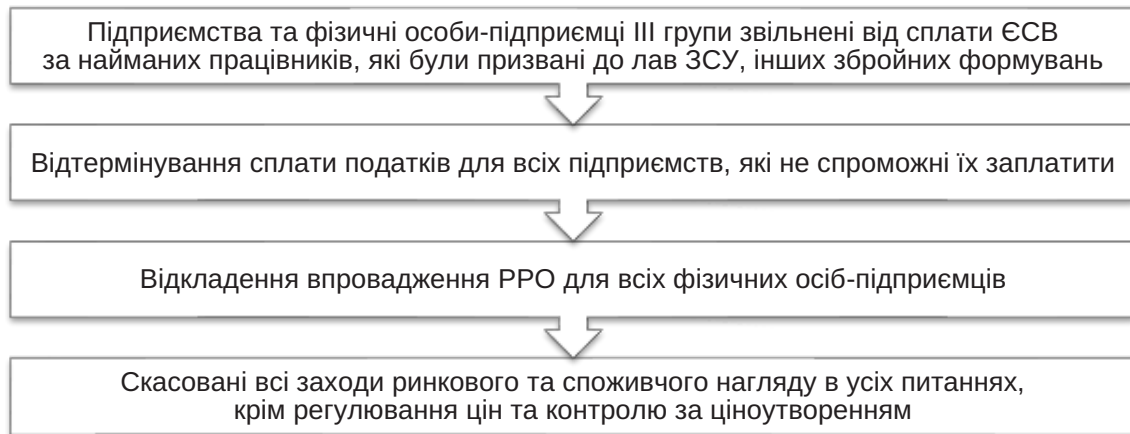 Підприємства та фізичні особи-підприємці ІІІ групи звільнені від сплати ЄСВ
за найманих працівників, які були призвані до лав ЗСУ, інших збройних формувань
Відтермінування сплати податків для всіх підприємств, які не спроможні їх заплатити
Відкладення впровадження РРО для всіх фізичних осіб-підприємців
Скасовані всі заходи ринкового та споживчого нагляду в усіх питаннях,
крім регулювання цін та контролю за ціноутворенням